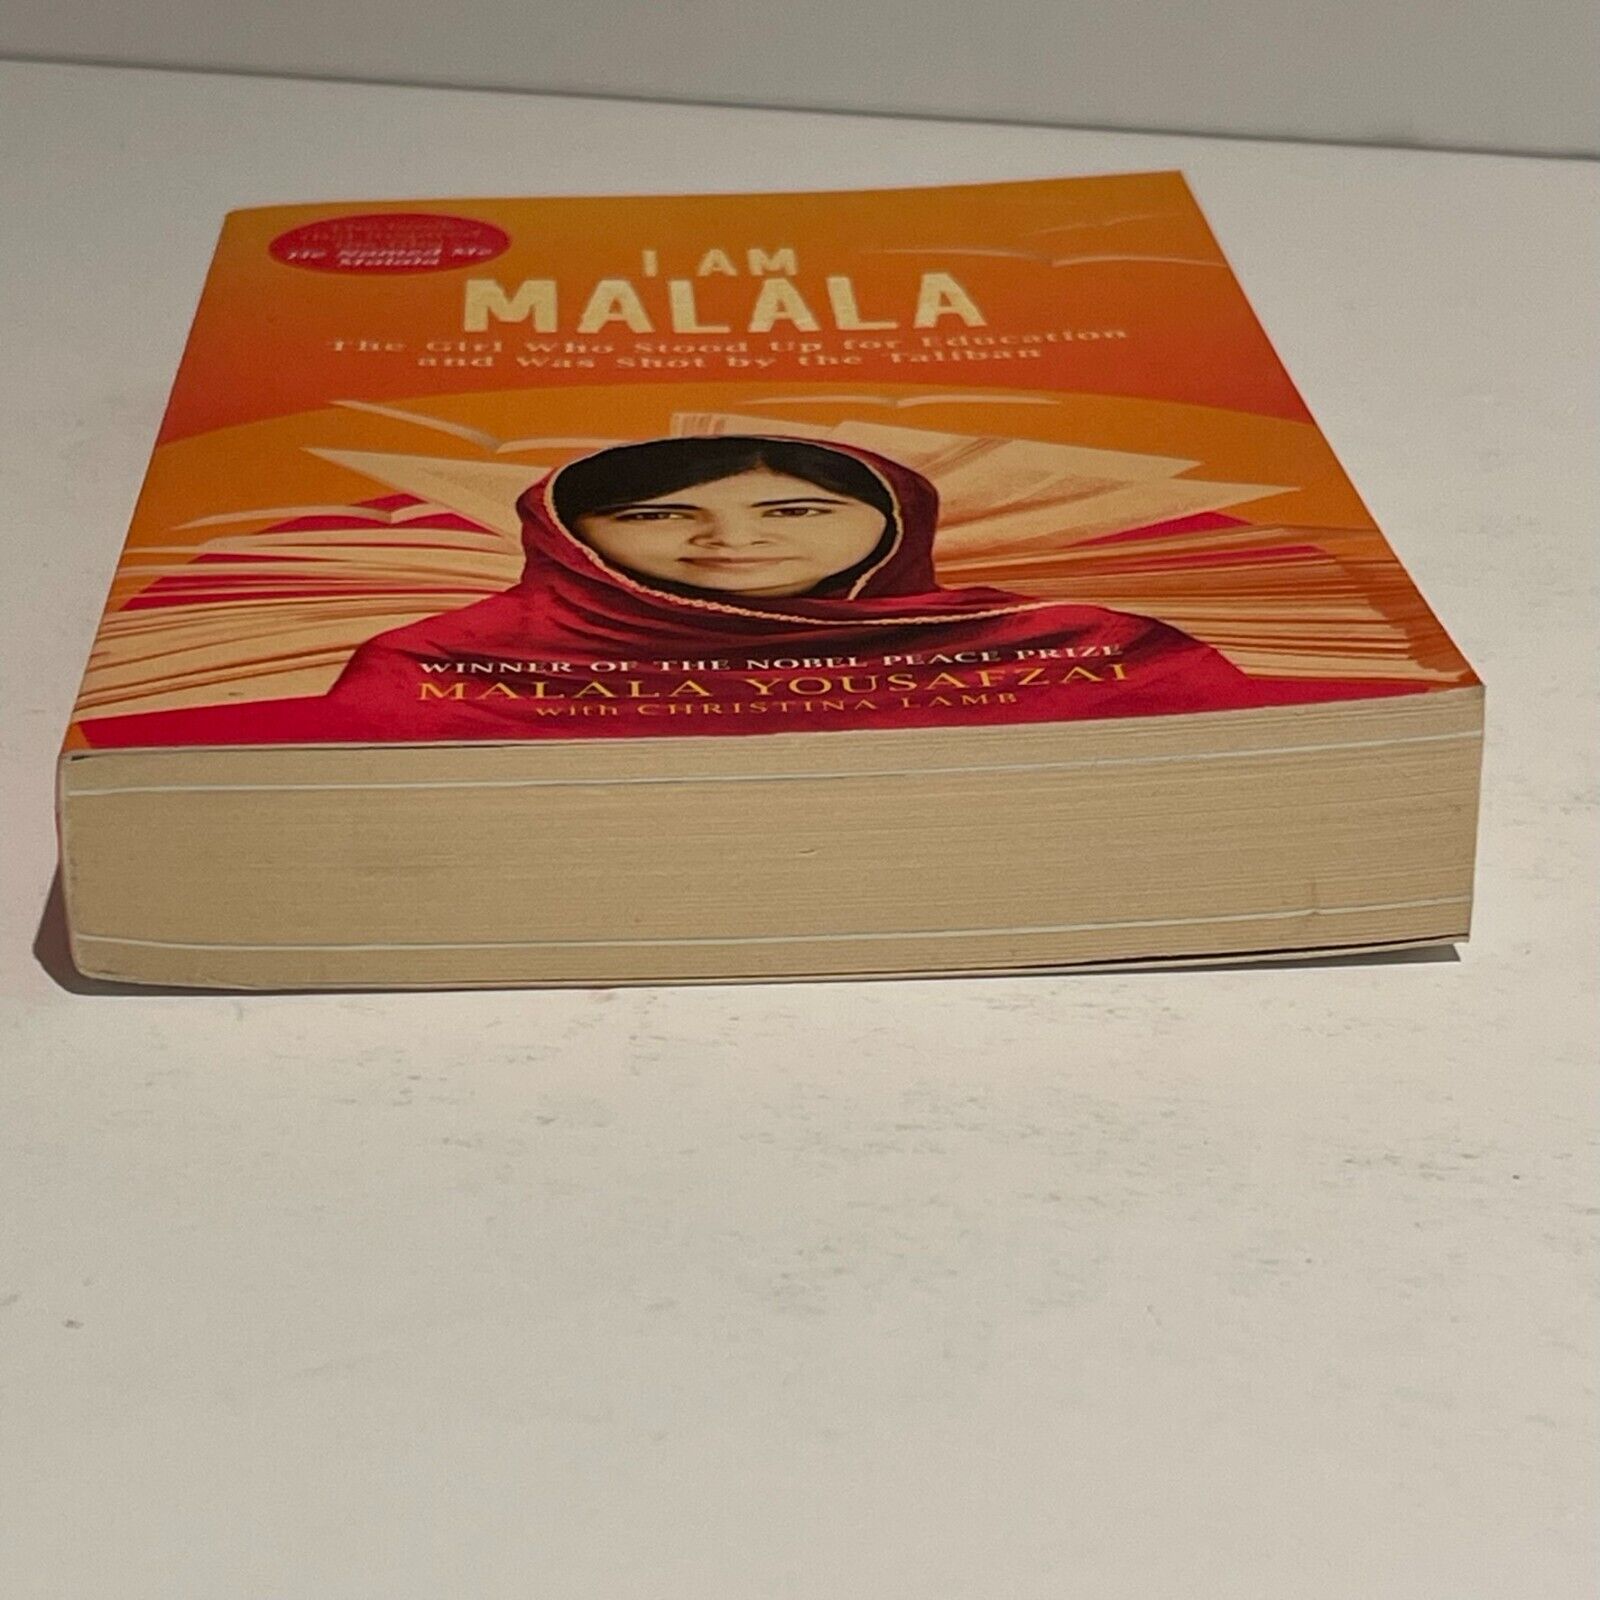 He Named Me
Malala
I AM
MALALA
The Girl Who Stood Up for Education
and Was Shot by the Taliban
WINNER OF THE NOBEL PEACE PRIZE
MALALA YOUSAFZAI
with CHRISTINA LAMB